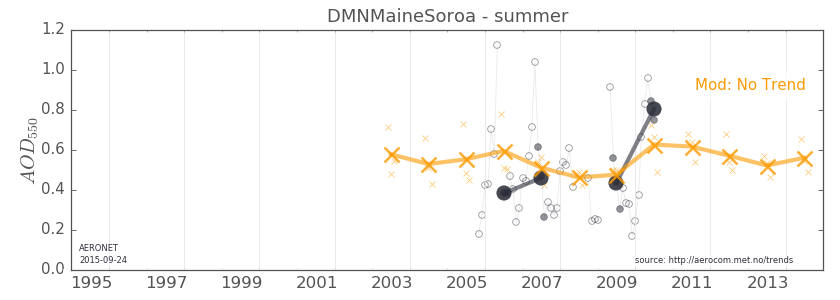 DMNMaineSoroa - summer
1.2
1.0
0.8
0.6
0.4
0.2
0.0
AOD550
Mod: No Trend
AERONET
2015-09-24
source: http://aerocom.met.no/trends
1995 1997 1999 2001 2003 2005 2007 2009 2011 2013